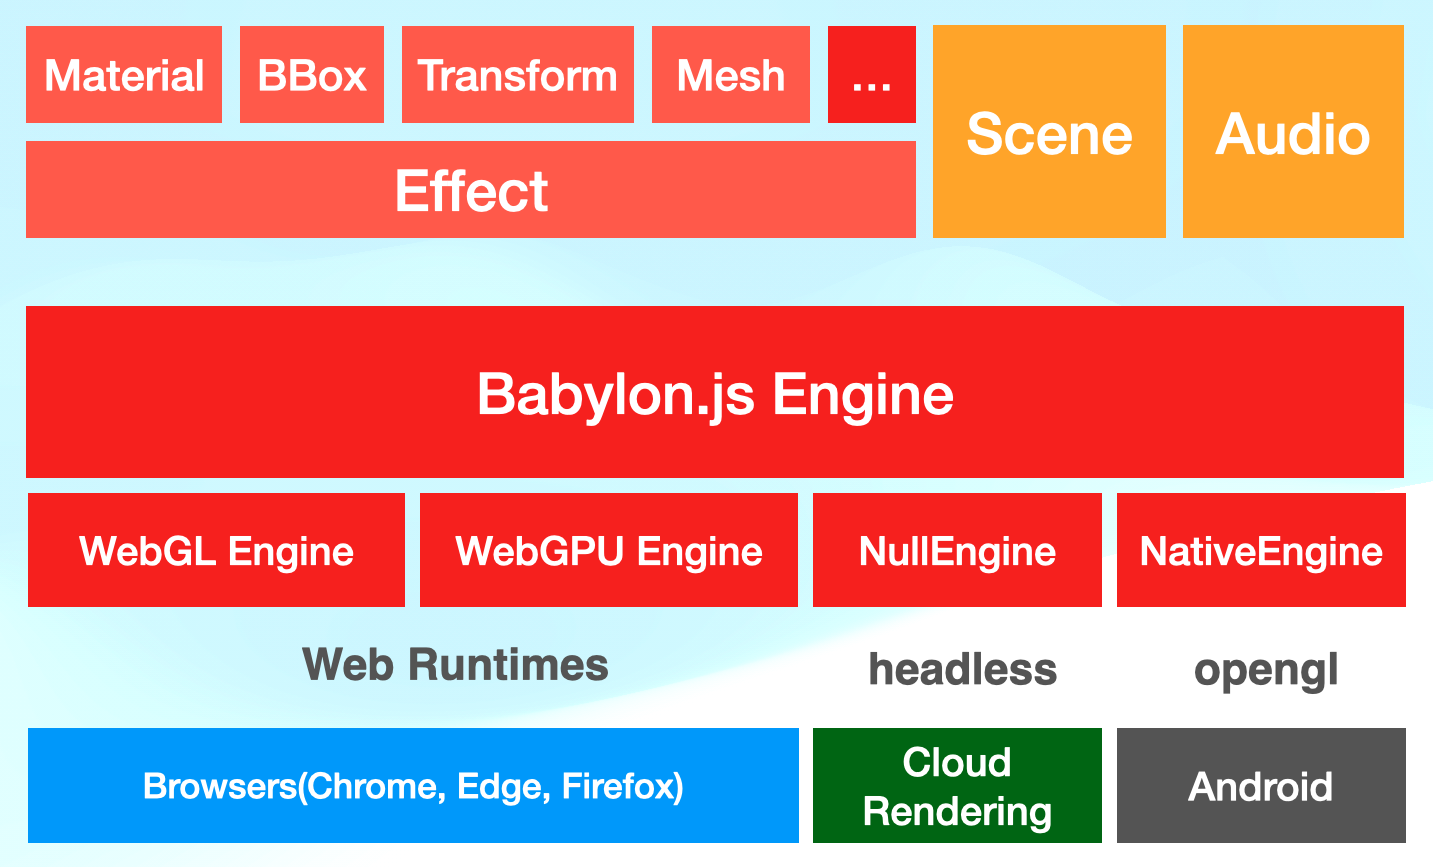 Material
BBox
Transform
Mesh
...
Scene
Audio
Effect
Babylon.js Engine
WebGL Engine
WebGPU Engine
NullEngine
NativeEngine
Web Runtimes
headless
opengl
Browsers(Chrome, Edge, Firefox)
Cloud
Rendering
Android